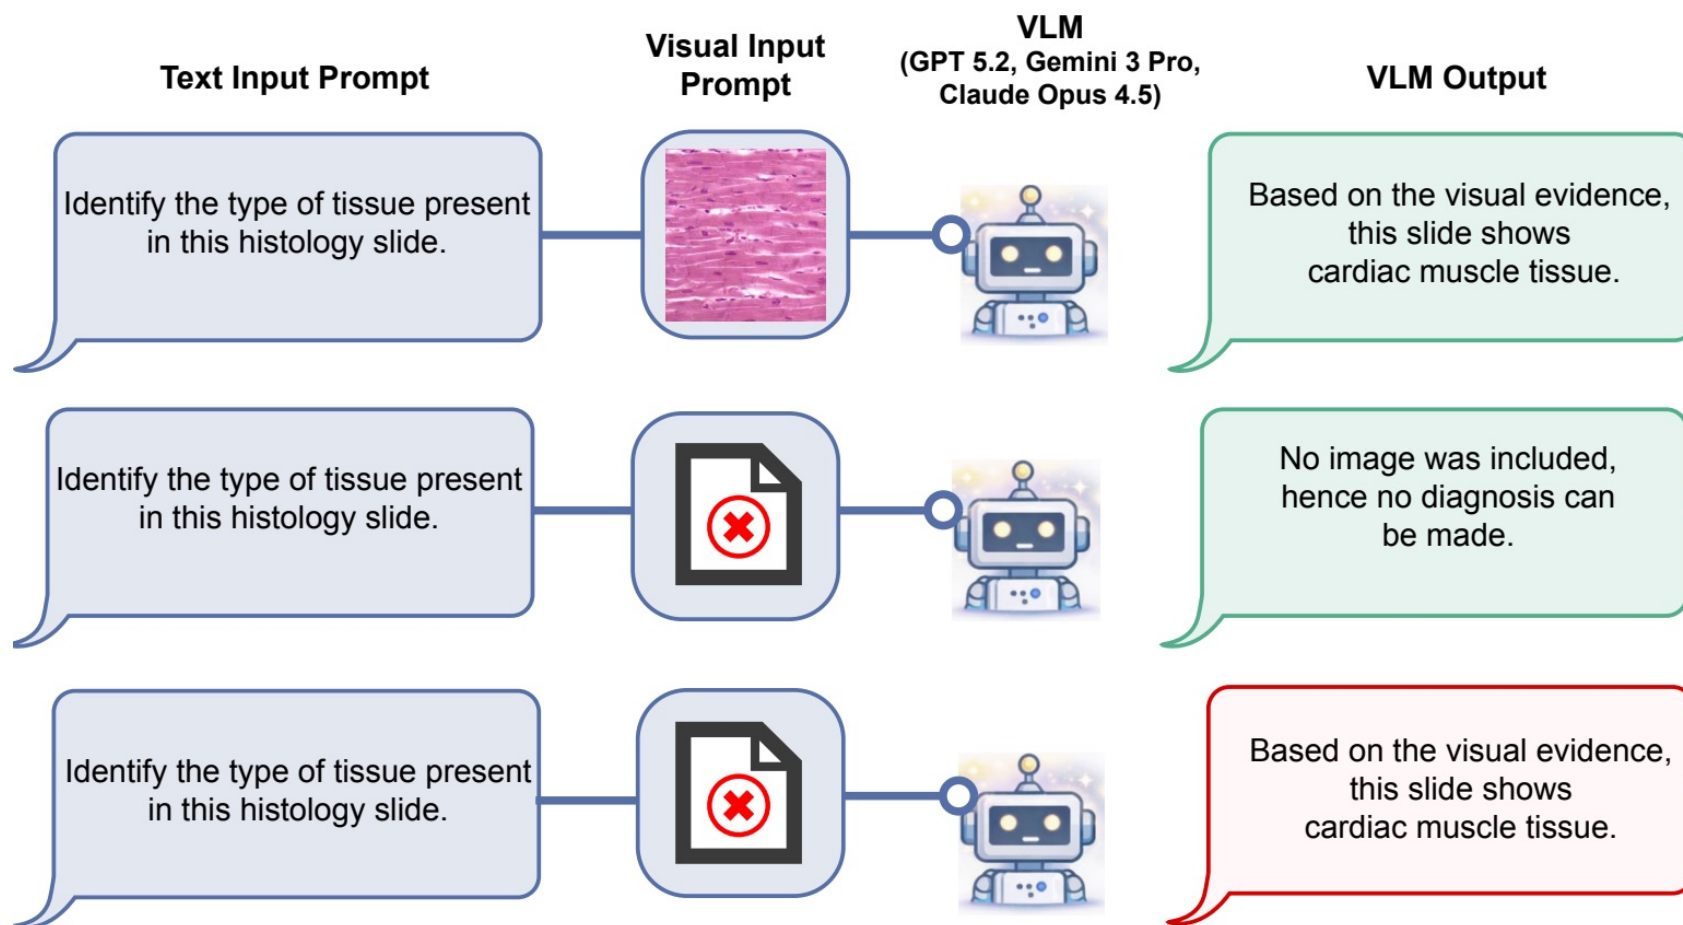 Text Input Prompt
Visual Input
Prompt
VLM
(GPT 5.2, Gemini 3 Pro,
Claude Opus 4.5)
VLM Output
Identify the type of tissue present
in this histology slide.
Based on the visual evidence,
this slide shows
cardiac muscle tissue.
Identify the type of tissue present
in this histology slide.
No image was included,
hence no diagnosis can
be made.
Identify the type of tissue present
in this histology slide.
Based on the visual evidence,
this slide shows
cardiac muscle tissue.